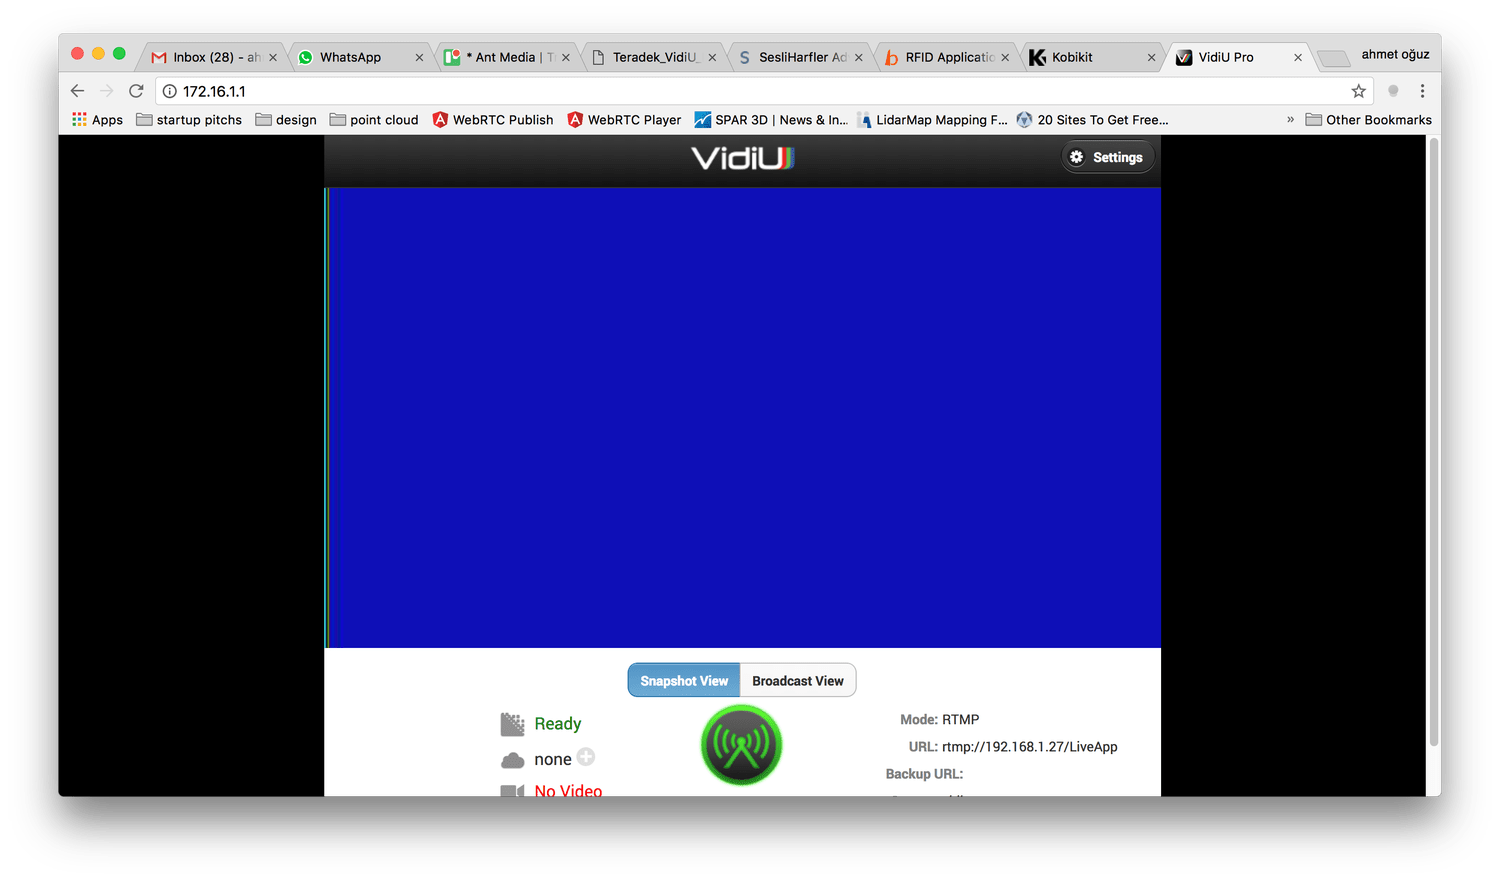 Inbox (28) - ah
WhatsApp
* Ant Media | T
Teradek_VidiU_
SesliHarfler Ad
RFID Applicatio
Kobikit
VidiU Pro
ahmet oğuz
172.16.1.1
Apps
startup pitchs
design
point cloud
WebRTC Publish
WebRTC Player
SPAR 3D | News & In...
LidarMap Mapping F...
20 Sites To Get Free...
»
Other Bookmarks
VidiU
Settings
Snapshot View
Broadcast View
Ready
none
No Video
Mode: RTMP
URL: rtmp://192.168.1.27/LiveApp
Backup URL: